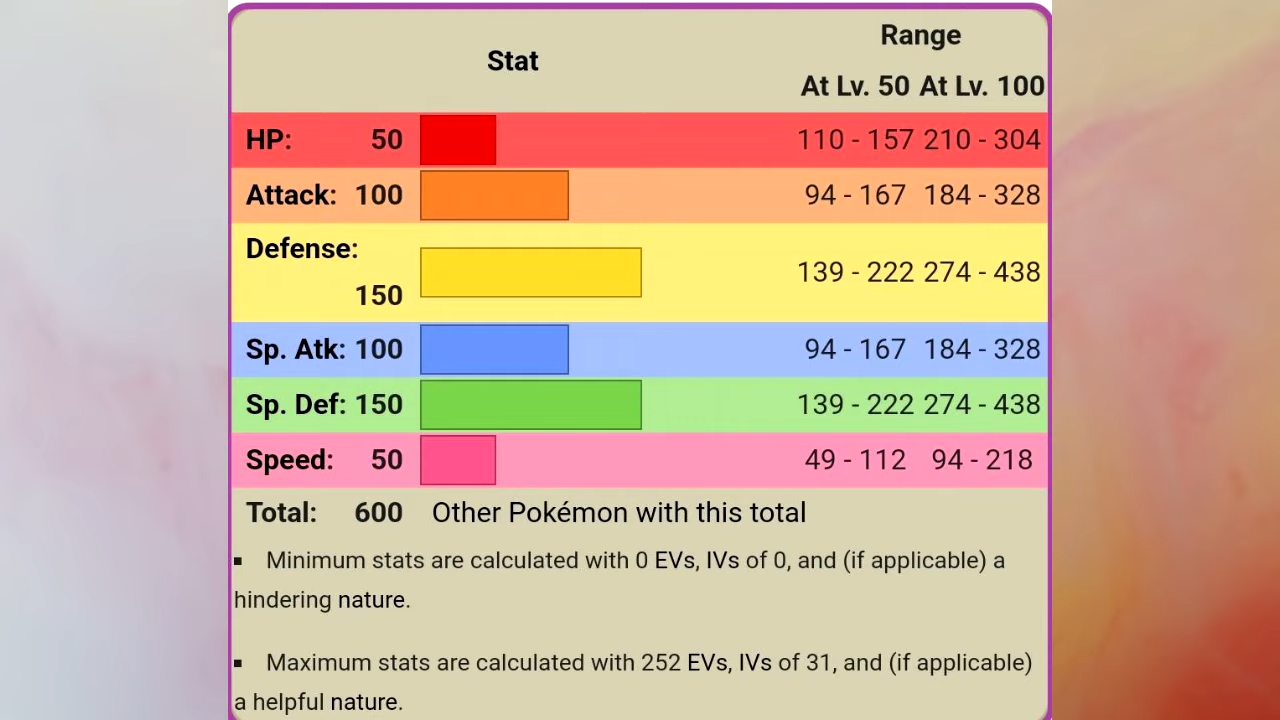 Stat Range
At Lv. 50 At Lv. 100
HP: 50 110 - 157 210 - 304
Attack: 100 94 - 167 184 - 328
Defense:
150 139 - 222 274 - 438
Sp. Atk: 100 94 - 167 184 - 328
Sp. Def: 150 139 - 222 274 - 438
Speed: 50 49 - 112 94 - 218
Total: 600 Other Pokémon with this total
▪ Minimum stats are calculated with 0 EVs, IVs of 0, and (if applicable) a
hindering nature.
▪ Maximum stats are calculated with 252 EVs, IVs of 31, and (if applicable)
a helpful nature.